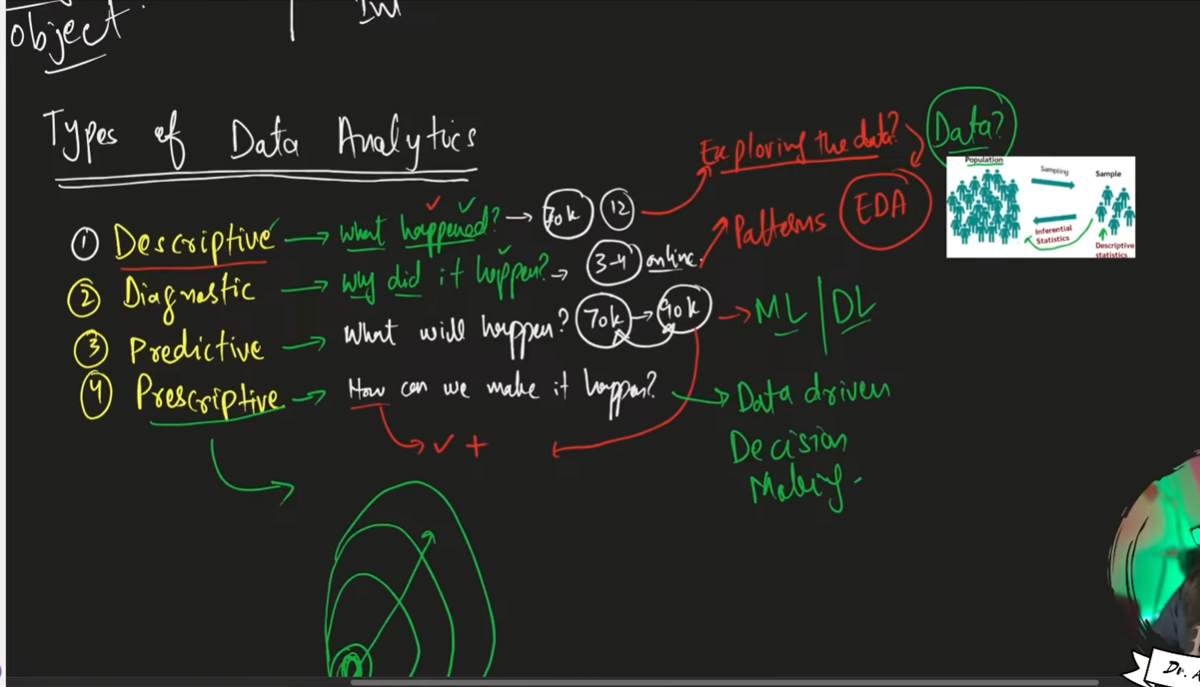 object.
Types of Data Analytics
① Descriptive → What happened? → 70k 12
② Diagnostic → Why did it happen? → 3-4 online.
③ Predictive → What will happen? 70k → 90k → ML | DL
④ Prescriptive → How can we make it happen? → Data driven
Decision
Making.
✓ +
Exploring the data?
Data?
Patterns EDA
Population
Sampling
Sample
Inferential
Statistics
Descriptive
statistics
Dr.